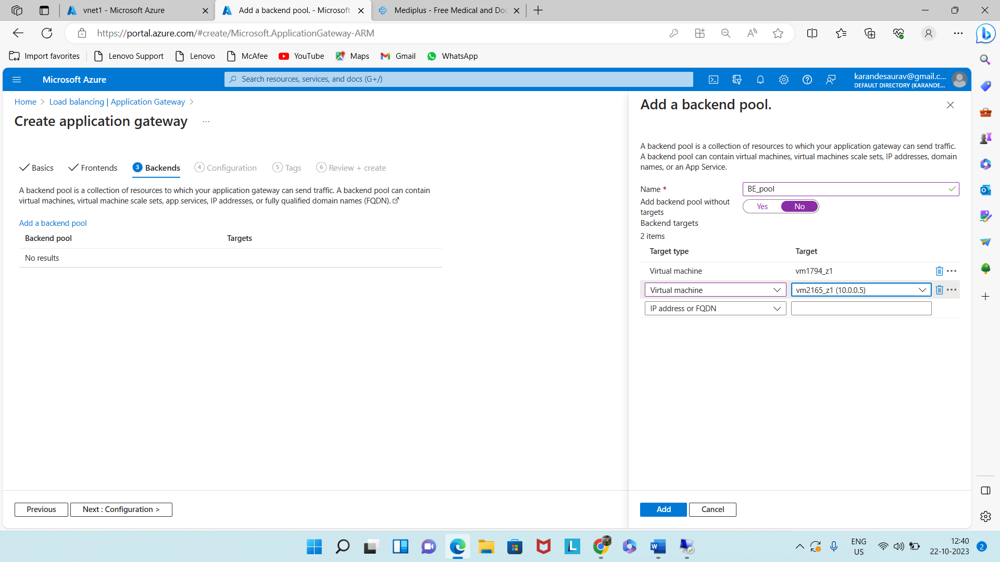 vnet1 - Microsoft Azure
Add a backend pool. - Microsoft
Mediplus - Free Medical and Doc
https://portal.azure.com/#create/Microsoft.ApplicationGateway-ARM
Import favorites
Lenovo Support
Lenovo
McAfee
YouTube
Maps
Gmail
WhatsApp
Microsoft Azure
Search resources, services, and docs (G+/)
karandesaurav@gmail.c...
DEFAULT DIRECTORY (KARANDE...
Home > Load balancing | Application Gateway >
Create application gateway ...
Basics
Frontends
3 Backends
4 Configuration
5 Tags
6 Review + create
A backend pool is a collection of resources to which your application gateway can send traffic. A backend pool can contain
virtual machines, virtual machine scale sets, app services, IP addresses, or fully qualified domain names (FQDN).
Add a backend pool
Backend pool Targets
No results
Previous
Next : Configuration >
Add a backend pool.
A backend pool is a collection of resources to which your application gateway can send traffic.
A backend pool can contain virtual machines, virtual machines scale sets, IP addresses, domain
names, or an App Service.
Name * BE_pool
Add backend pool without
targets
Yes No
Backend targets
2 items
Target type Target
Virtual machine vm1794_z1
Virtual machine vm2165_z1 (10.0.0.5)
IP address or FQDN
Add
Cancel
ENG
US
12:40
22-10-2023
2